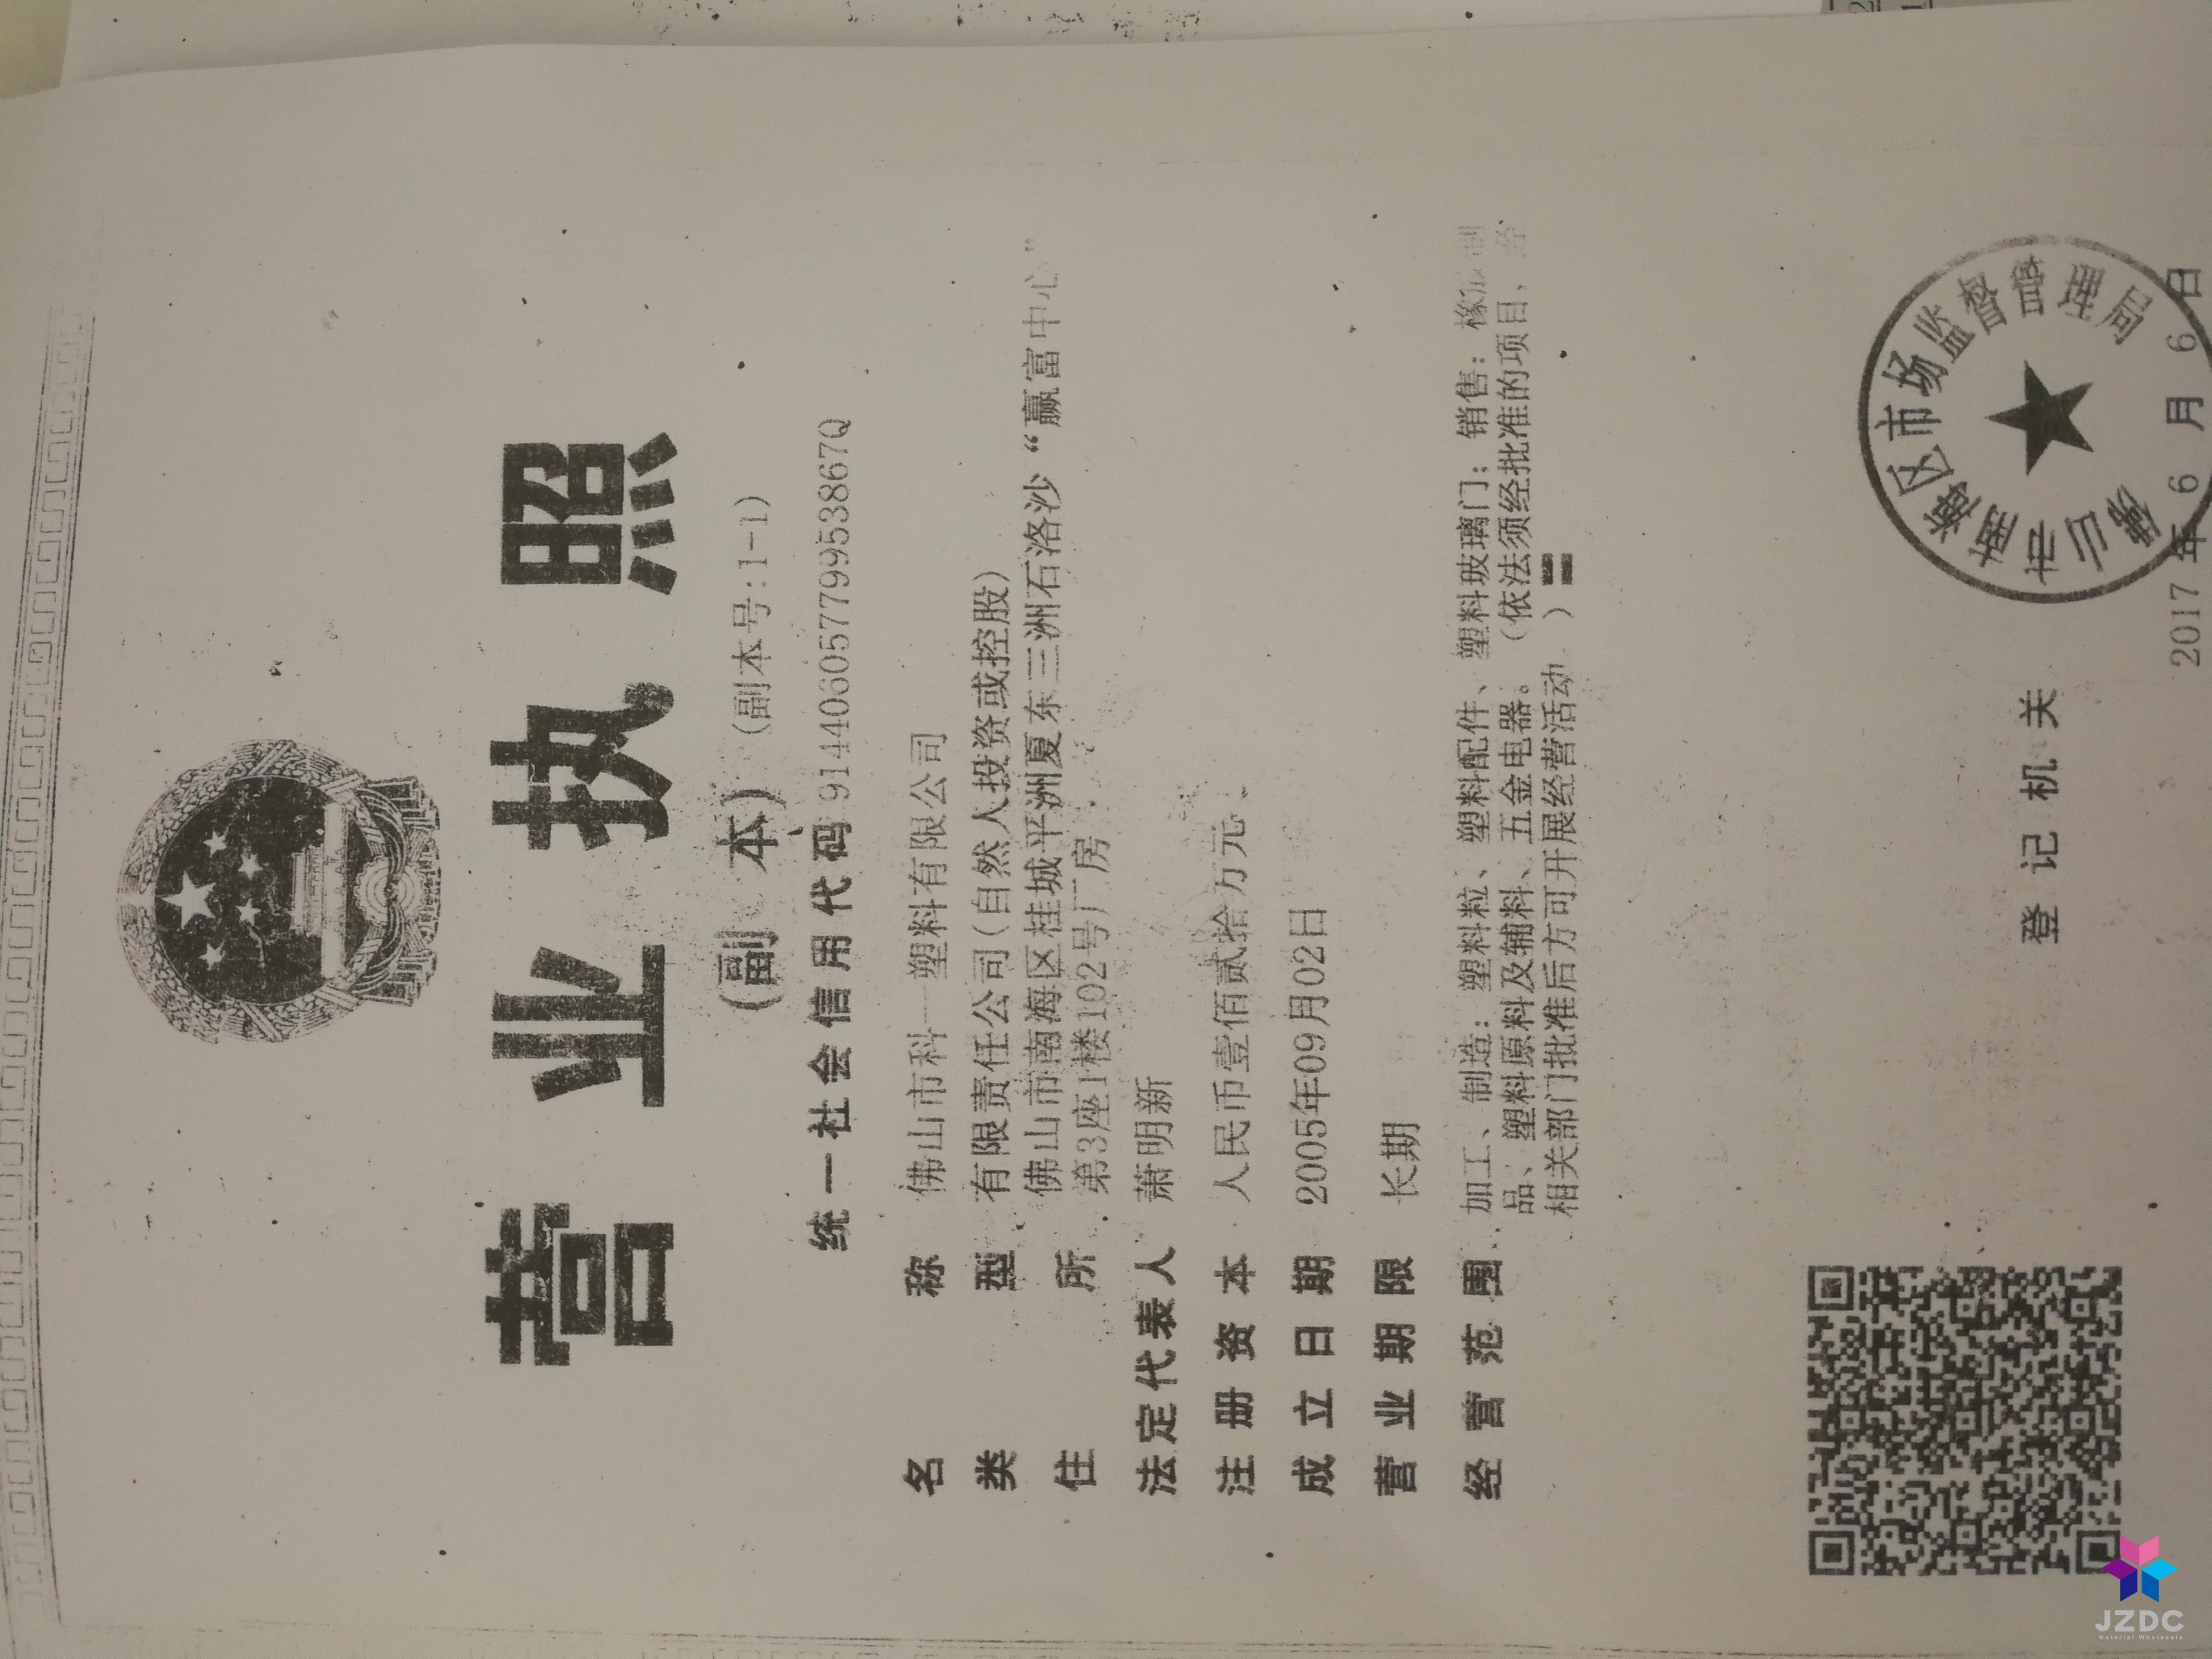 营业执照
(副 本) (副本号:1-1)
统一社会信用代码 91440605779953867Q
名 称 佛山市科一塑料有限公司
类 型 有限责任公司(自然人投资或控股)
住 所 佛山市南海区桂城平洲夏东三洲石洛沙“赢富中心”
第3座1楼102号厂房
法定代表人 萧明新
注册资本 人民币壹佰贰拾万元
成立日期 2005年09月02日
营业期限 长期
经营范围 加工、制造:塑料粒、塑料配件、塑料玻璃门;销售:橡
品、塑料原料及辅料、五金电器。(依法须经批准的项目,经
相关部门批准后方可开展经营活动 )〓
佛山市南海区市场监督管理局
登记机关
2017 年 6 月 6 日
JZDC
Material Wholesale